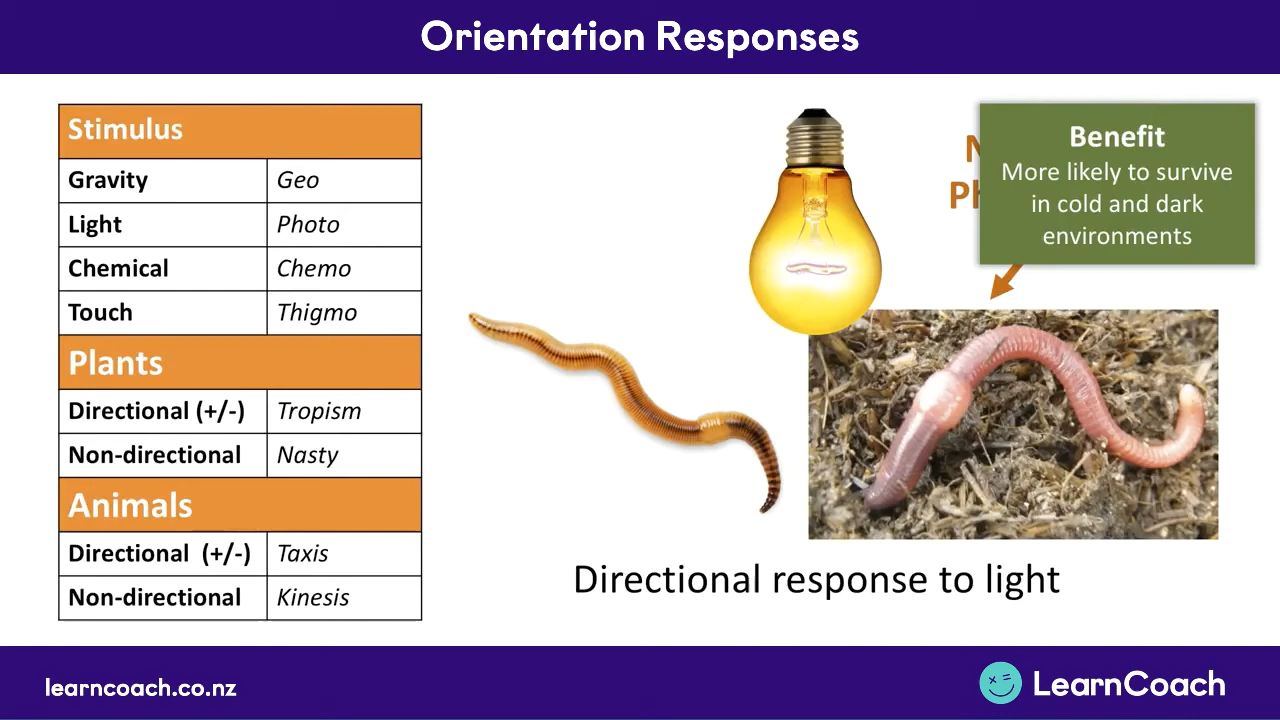 Orientation Responses
Stimulus
Gravity Geo
Light Photo
Chemical Chemo
Touch Thigmo
Plants
Directional (+/-) Tropism
Non-directional Nasty
Animals
Directional (+/-) Taxis
Non-directional Kinesis
Benefit
More likely to survive
in cold and dark
environments
Directional response to light
learncoach.co.nz
LearnCoach